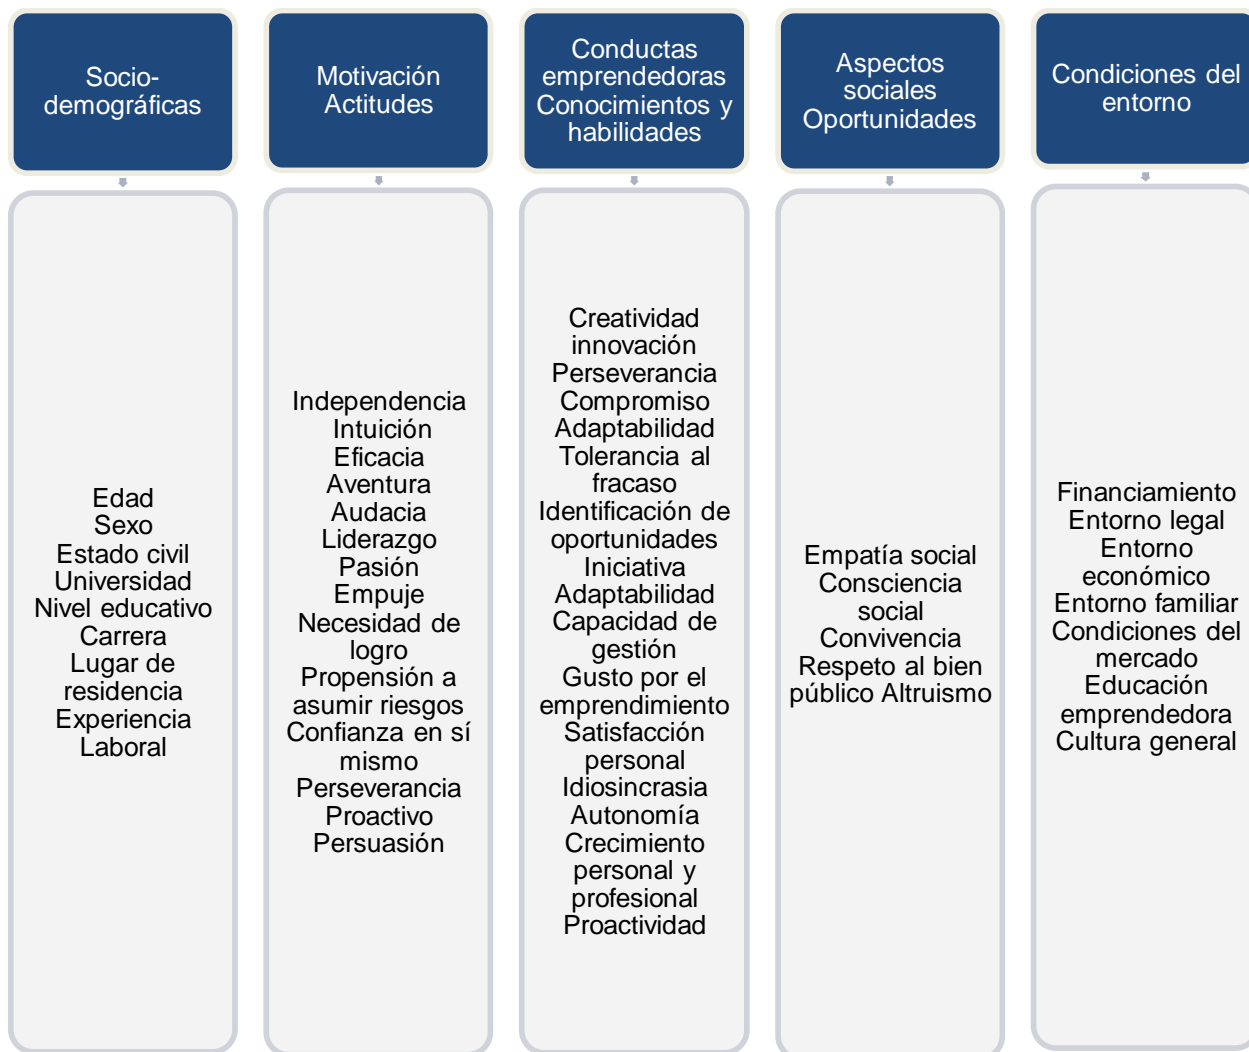 Socio-
demográficas
Edad
Sexo
Estado civil
Universidad
Nivel educativo
Carrera
Lugar de
residencia
Experiencia
Laboral
Motivación
Actitudes
Independencia
Intuición
Eficacia
Aventura
Audacia
Liderazgo
Pasión
Empuje
Necesidad de
logro
Propensión a
asumir riesgos
Confianza en sí
mismo
Perseverancia
Proactivo
Persuasión
Conductas
emprendedoras
Conocimientos y
habilidades
Creatividad
innovación
Perseverancia
Compromiso
Adaptabilidad
Tolerancia al
fracaso
Identificación de
oportunidades
Iniciativa
Adaptabilidad
Capacidad de
gestión
Gusto por el
emprendimiento
Satisfacción
personal
Idiosincrasia
Autonomía
Crecimiento
personal y
profesional
Proactividad
Aspectos
sociales
Oportunidades
Empatía social
Consciencia
social
Convivencia
Respeto al bien
público Altruismo
Condiciones del
entorno
Financiamiento
Entorno legal
Entorno
económico
Entorno familiar
Condiciones del
mercado
Educación
emprendedora
Cultura general